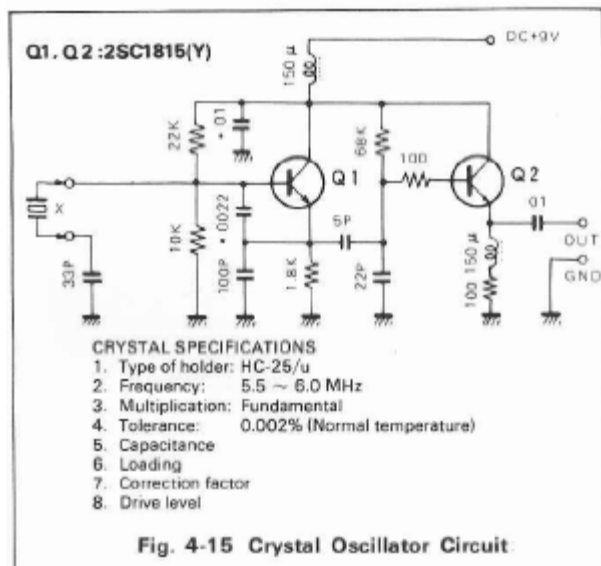 Q1, Q2 :2SC1815(Y)
DC+9V
150 μ
22K
* 01
68K
100
Q1
Q2
X
10K
* 0022
100P
5P
1.8K
22P
33P
01
OUT
150 μ
100
GND
CRYSTAL SPECIFICATIONS
1. Type of holder: HC-25/u
2. Frequency: 5.5 ~ 6.0 MHz
3. Multiplication: Fundamental
4. Tolerance: 0.002% (Normal temperature)
5. Capacitance
6. Loading
7. Correction factor
8. Drive level
Fig. 4-15 Crystal Oscillator Circuit